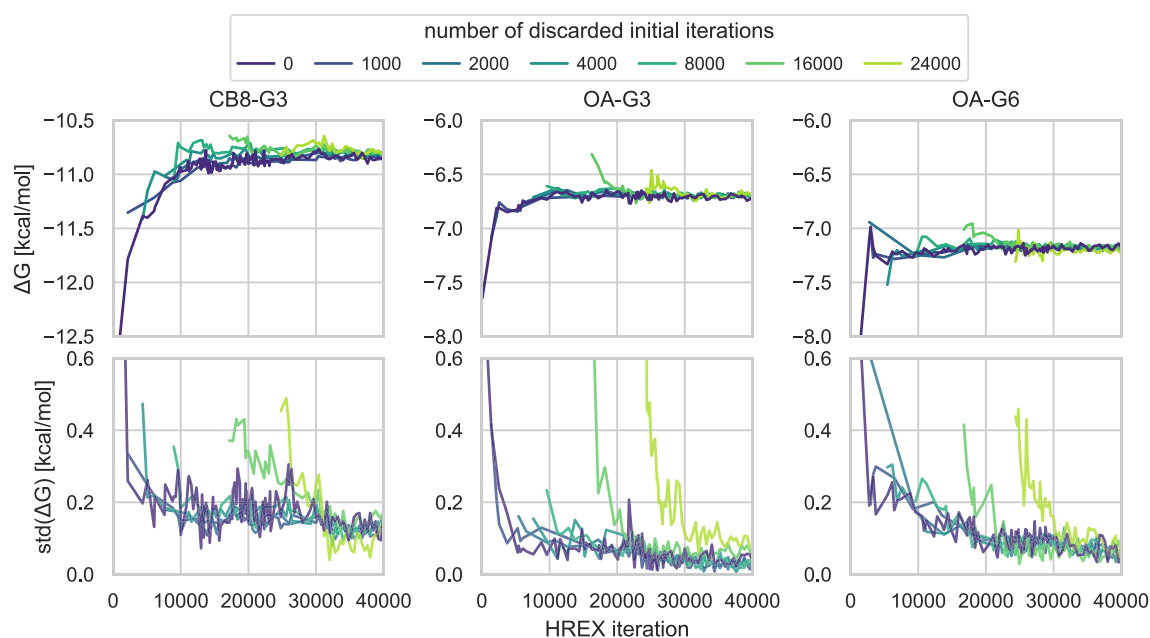 number of discarded initial iterations
0 1000 2000 4000 8000 16000 24000
CB8-G3 OA-G3 OA-G6
−10.5 −6.0 −6.0
−11.0 −6.5 −6.5
−11.5 −7.0 −7.0
−12.0 −7.5 −7.5
−12.5 −8.0 −8.0
ΔG [kcal/mol]
0.6 0.6 0.6
0.4 0.4 0.4
0.2 0.2 0.2
0.0 0.0 0.0
std(ΔG) [kcal/mol]
0 10000 20000 30000 40000 0 10000 20000 30000 40000 0 10000 20000 30000 40000
HREX iteration